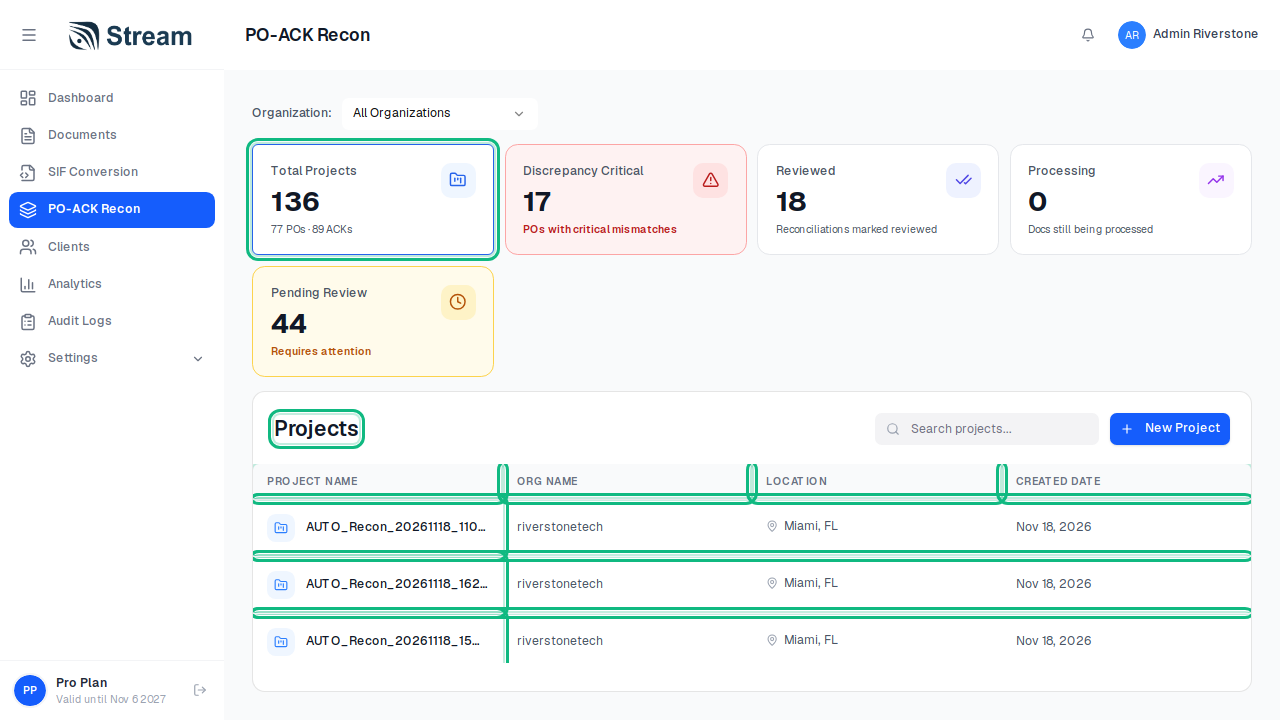 Stream
PO-ACK Recon
AR
Admin Riverstone
Dashboard
Documents
SIF Conversion
PO-ACK Recon
Clients
Analytics
Audit Logs
Settings
PP
Pro Plan
Valid until Nov 6 2027
Organization:
All Organizations
Total Projects
136
77 POs · 89 ACKs
Discrepancy Critical
17
POs with critical mismatches
Reviewed
18
Reconciliations marked reviewed
Processing
0
Docs still being processed
Pending Review
44
Requires attention
Projects
Search projects...
New Project
PROJECT NAME ORG NAME LOCATION CREATED DATE
AUTO_Recon_20261118_110... riverstonetech Miami, FL Nov 18, 2026
AUTO_Recon_20261118_162... riverstonetech Miami, FL Nov 18, 2026
AUTO_Recon_20261118_15... riverstonetech Miami, FL Nov 18, 2026